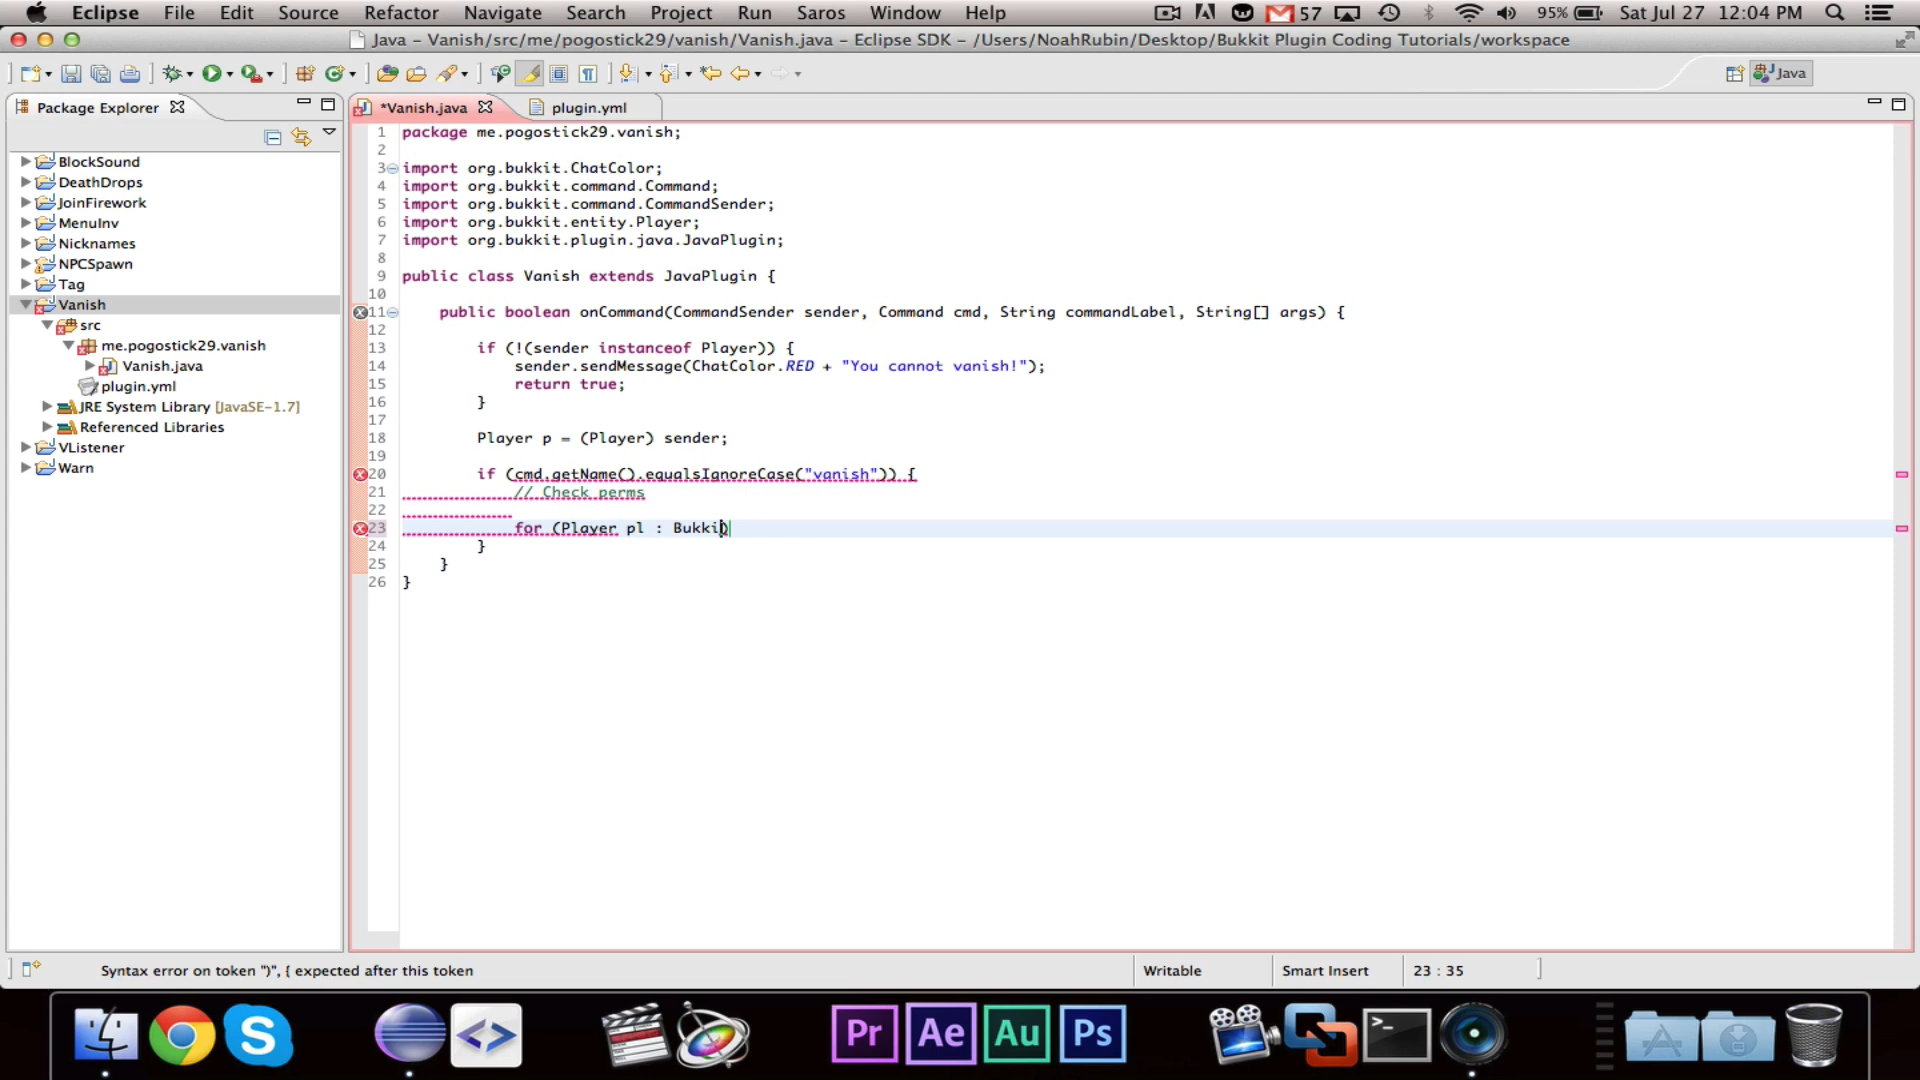 Eclipse File Edit Source Refactor Navigate Search Project Run Saros Window Help 57 95% Sat Jul 27 12:04 PM
Java – Vanish/src/me/pogostick29/vanish/Vanish.java – Eclipse SDK – /Users/NoahRubin/Desktop/Bukkit Plugin Coding Tutorials/workspace
Java
Package Explorer
*Vanish.java
plugin.yml
BlockSound
DeathDrops
JoinFirework
MenuInv
Nicknames
NPCSpawn
Tag
Vanish
src
me.pogostick29.vanish
Vanish.java
plugin.yml
JRE System Library [JavaSE-1.7]
Referenced Libraries
VListener
Warn
1 package me.pogostick29.vanish;
2
3 import org.bukkit.ChatColor;
4 import org.bukkit.command.Command;
5 import org.bukkit.command.CommandSender;
6 import org.bukkit.entity.Player;
7 import org.bukkit.plugin.java.JavaPlugin;
8
9 public class Vanish extends JavaPlugin {
10
11 public boolean onCommand(CommandSender sender, Command cmd, String commandLabel, String[] args) {
12
13 if (!(sender instanceof Player)) {
14 sender.sendMessage(ChatColor.RED + "You cannot vanish!");
15 return true;
16 }
17
18 Player p = (Player) sender;
19
20 if (cmd.getName().equalsIgnoreCase("vanish")) {
21 // Check perms
22
23 for (Player pl : Bukki)
24 }
25 }
26 }
Syntax error on token ")", { expected after this token
Writable
Smart Insert
23 : 35
Pr
Ae
Au
Ps